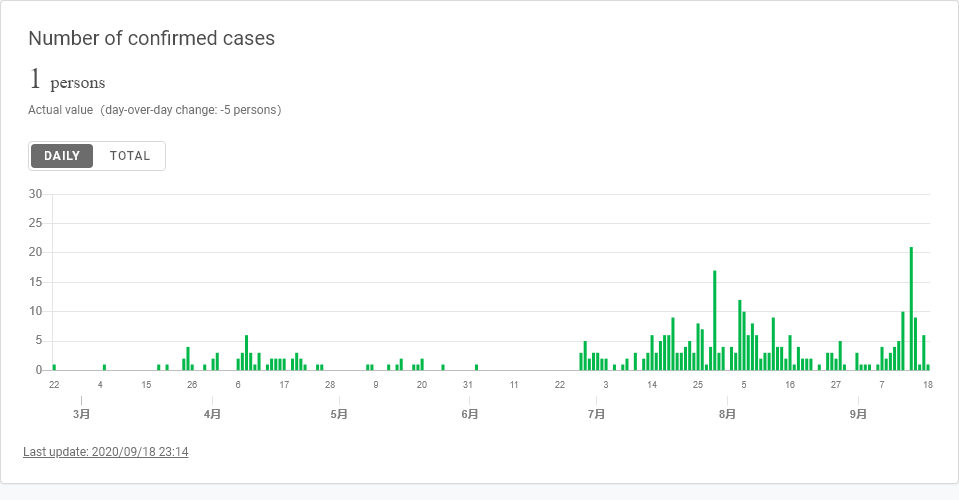 Number of confirmed cases
1 persons
Actual value (day-over-day change: -5 persons)
DAILY TOTAL
30
25
20
15
10
5
0
22 4 15 26 6 17 28 9 20 31 11 22 3 14 25 5 16 27 7 18
3月 4月 5月 6月 7月 8月 9月
Last update: 2020/09/18 23:14